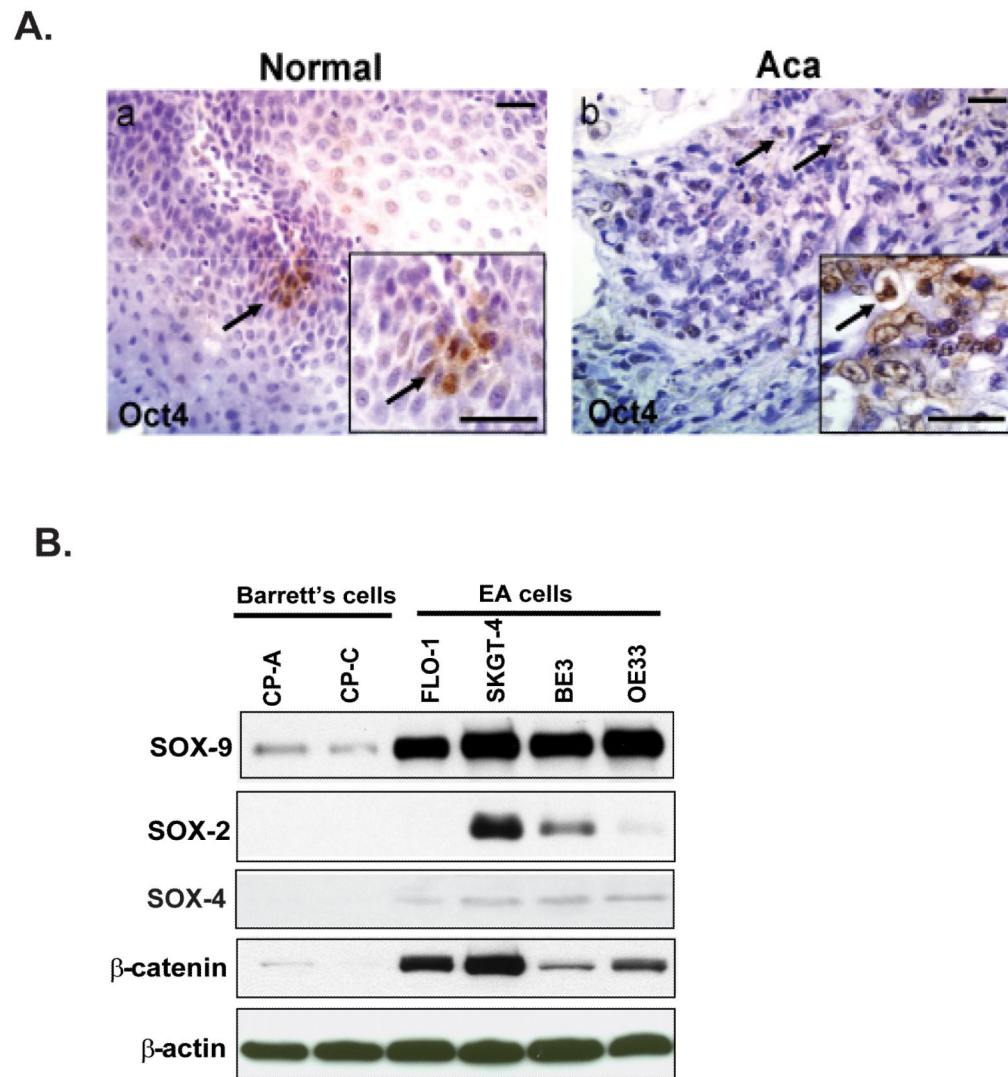 A.
Normal
Aca
a
b
Oct4
Oct4
B.
Barrett's cells
EA cells
CP-A
CP-C
FLO-1
SKGT-4
BE3
OE33
SOX-9
SOX-2
SOX-4
β-catenin
β-actin